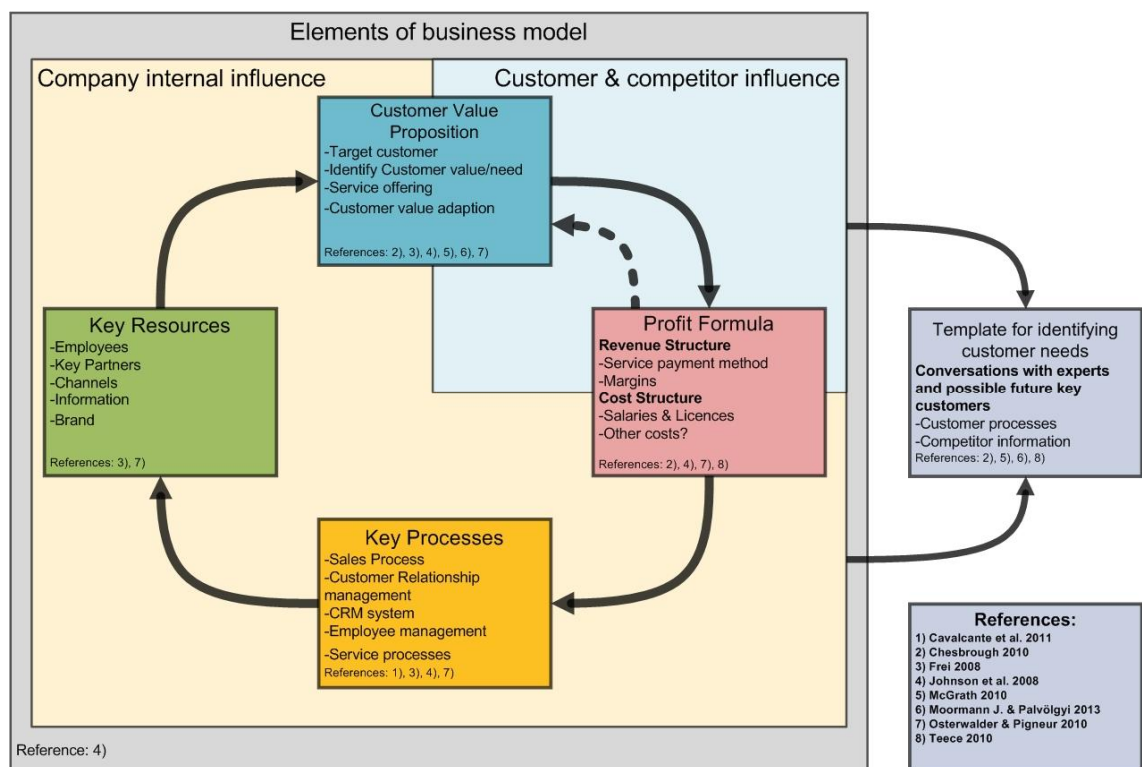 Elements of business model
Company internal influence
Customer & competitor influence
Customer Value
Proposition
-Target customer
-Identify Customer value/need
-Service offering
-Customer value adaption
References: 2), 3), 4), 5), 6), 7)
Key Resources
-Employees
-Key Partners
-Channels
-Information
-Brand
References: 3), 7)
Profit Formula
Revenue Structure
-Service payment method
-Margins
Cost Structure
-Salaries & Licences
-Other costs?
References: 2), 4), 7), 8)
Key Processes
-Sales Process
-Customer Relationship
management
-CRM system
-Employee management
-Service processes
References: 1), 3), 4), 7)
Reference: 4)
Template for identifying
customer needs
Conversations with experts
and possible future key
customers
-Customer processes
-Competitor information
References: 2), 5), 6), 8)
References:
1) Cavalcante et al. 2011
2) Chesbrough 2010
3) Frei 2008
4) Johnson et al. 2008
5) McGrath 2010
6) Moormann J. & Palvölgyi 2013
7) Osterwalder & Pigneur 2010
8) Teece 2010